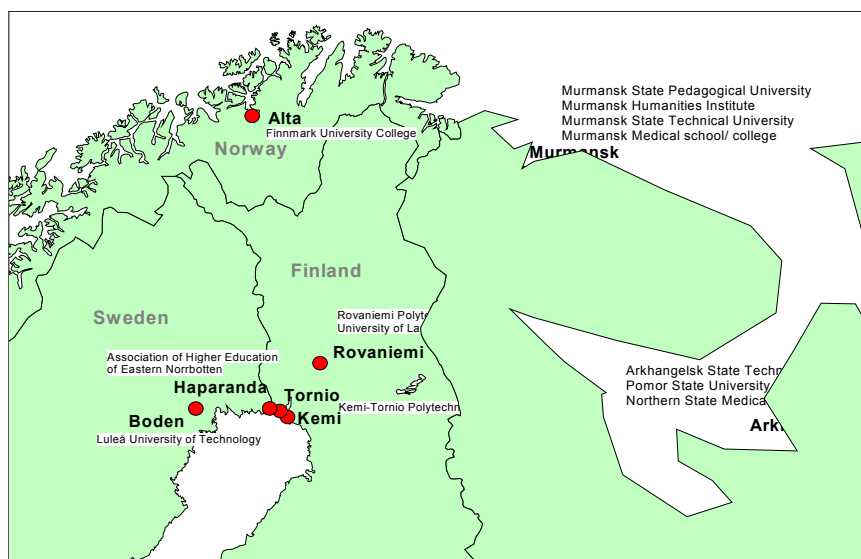 Murmansk State Pedagogical University
Murmansk Humanities Institute
Murmansk State Technical University
Murmansk Medical school/ college
Murmansk
Alta
Finnmark University College
Norway
Finland
Sweden
Rovaniemi Polyte
University of La
Rovaniemi
Association of Higher Education
of Eastern Norrbotten
Haparanda
Tornio
Kemi-Tornio Polytechn
Boden
Kemi
Luleå University of Technology
Arkhangelsk State Techn
Pomor State University
Northern State Medica
Ark